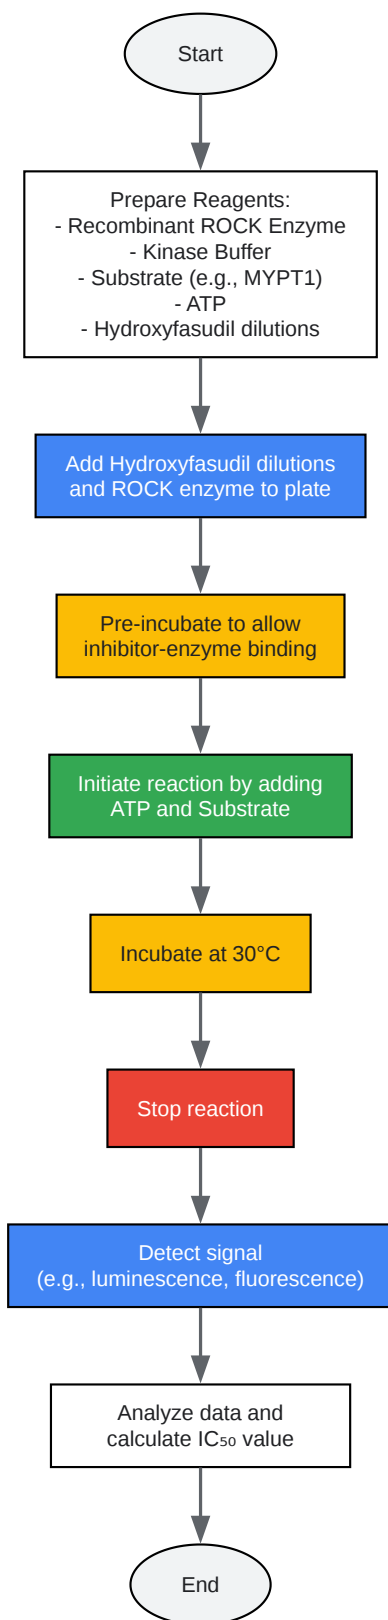 Start
Prepare Reagents:
- Recombinant ROCK Enzyme
- Kinase Buffer
- Substrate (e.g., MYPT1)
- ATP
- Hydroxyfasudil dilutions
Add Hydroxyfasudil dilutions
and ROCK enzyme to plate
Pre-incubate to allow
inhibitor-enzyme binding
Initiate reaction by adding
ATP and Substrate
Incubate at 30°C
Stop reaction
Detect signal
(e.g., luminescence, fluorescence)
Analyze data and
calculate IC₅₀ value
End